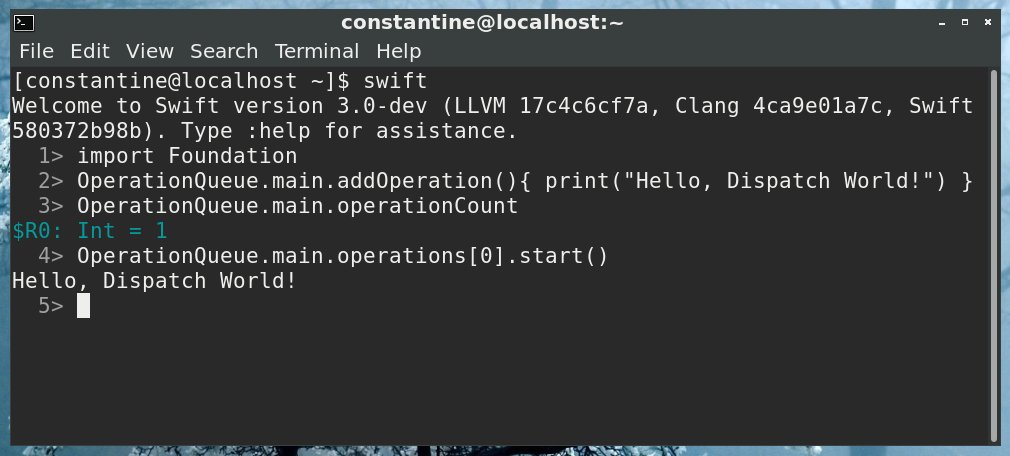 constantine@localhost:~
File Edit View Search Terminal Help
[constantine@localhost ~]$ swift
Welcome to Swift version 3.0-dev (LLVM 17c4c6cf7a, Clang 4ca9e01a7c, Swift
580372b98b). Type :help for assistance.
  1> import Foundation
  2> OperationQueue.main.addOperation(){ print("Hello, Dispatch World!") }
  3> OperationQueue.main.operationCount
$R0: Int = 1
  4> OperationQueue.main.operations[0].start()
Hello, Dispatch World!
  5>